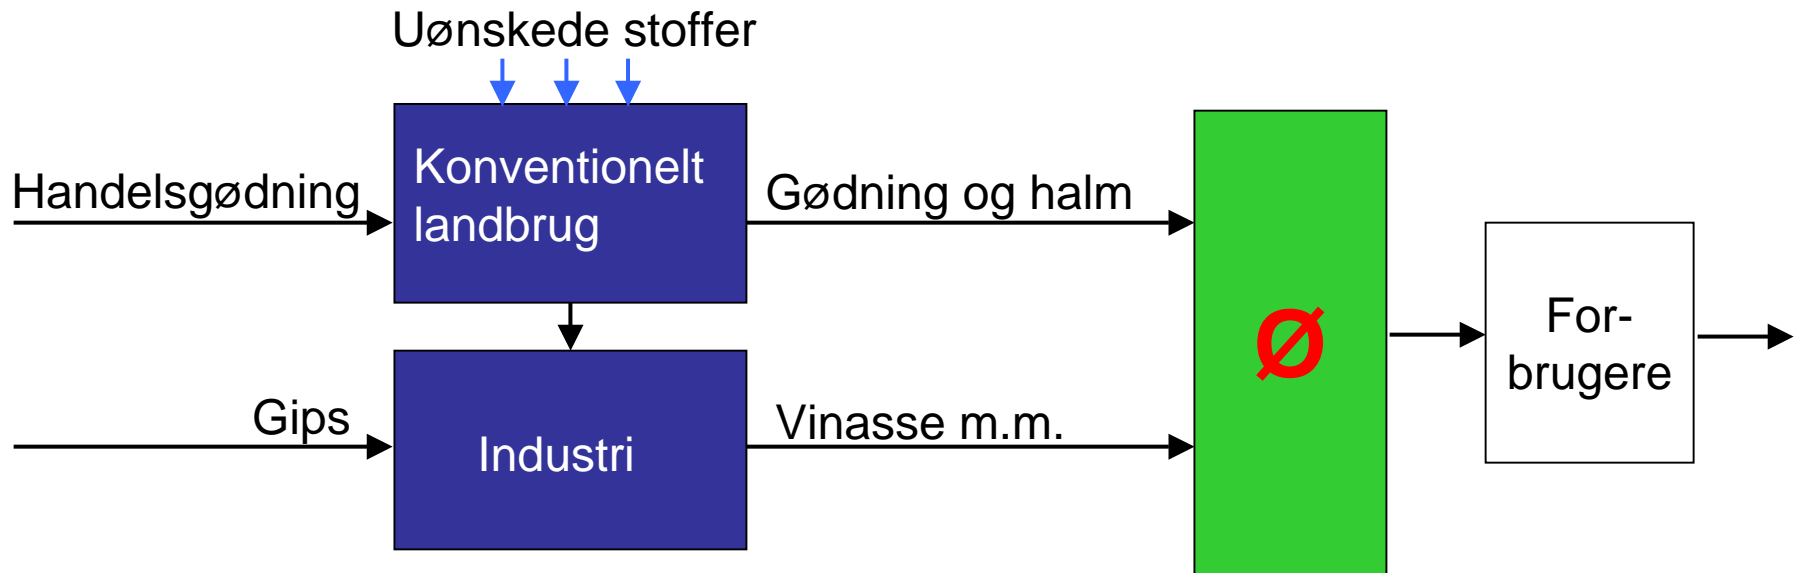 Uønskede stoffer
Handelsgødning
Konventionelt
landbrug
Gødning og halm
Ø
For-
brugere
Gips
Industri
Vinasse m.m.